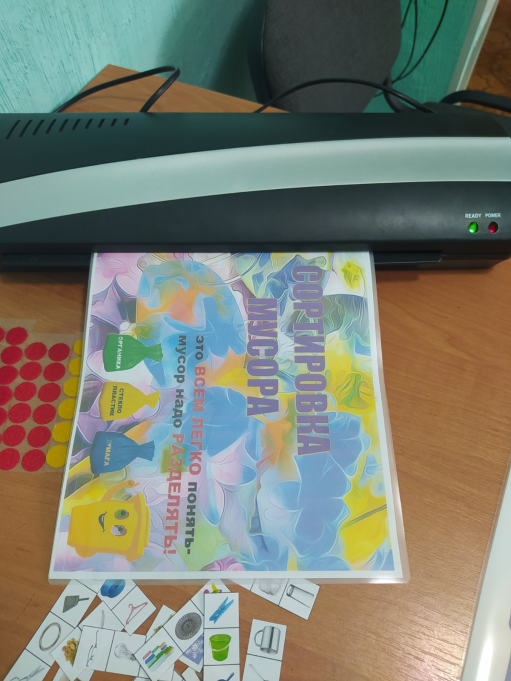 READY POWER
СОРТИРОВКА
МУСОРА
это ВСЕМ ЛЕГКО понять-
мусор надо РАЗДЕЛЯТЬ!
ОРГАНИКА
СТЕКЛО
ПЛАСТИК
БУМАГА